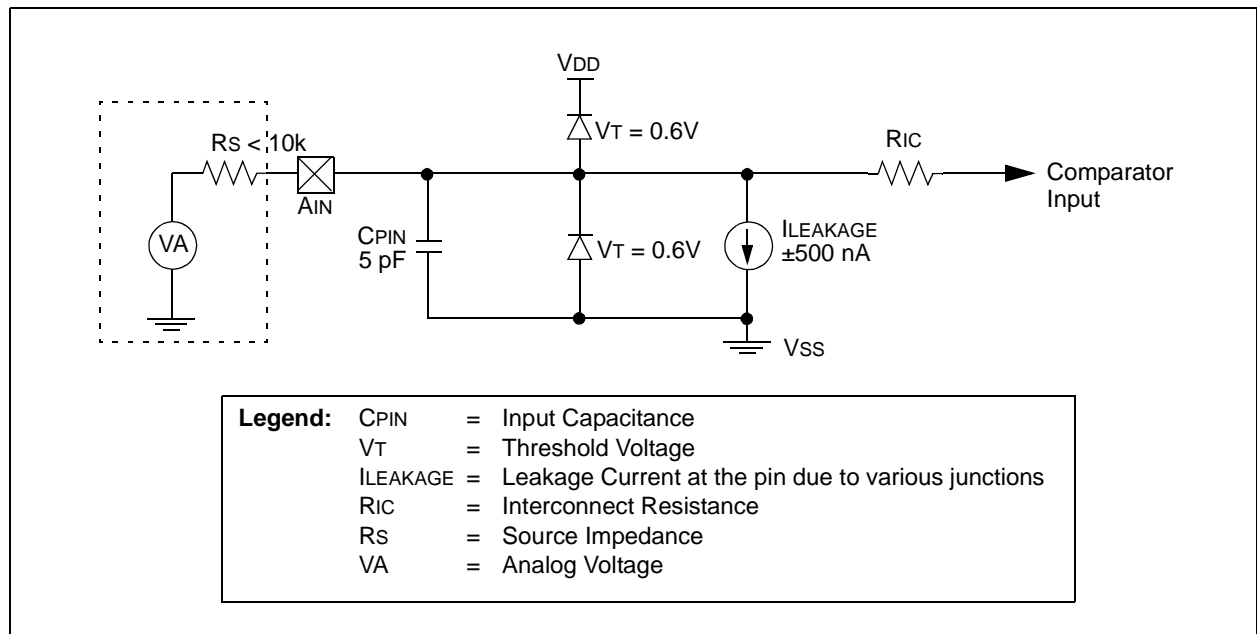 VDD
VT = 0.6V
RS < 10k
RIC
AIN
Comparator
Input
VA
CPIN
5 pF
VT = 0.6V
ILEAKAGE
±500 nA
VSS
Legend: CPIN = Input Capacitance
VT = Threshold Voltage
ILEAKAGE = Leakage Current at the pin due to various junctions
RIC = Interconnect Resistance
RS = Source Impedance
VA = Analog Voltage